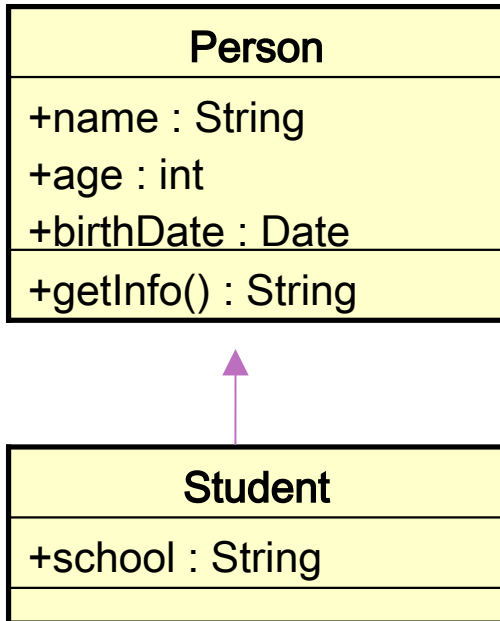 Person
+name : String
+age : int
+birthDate : Date
+getInfo() : String
Student
+school : String